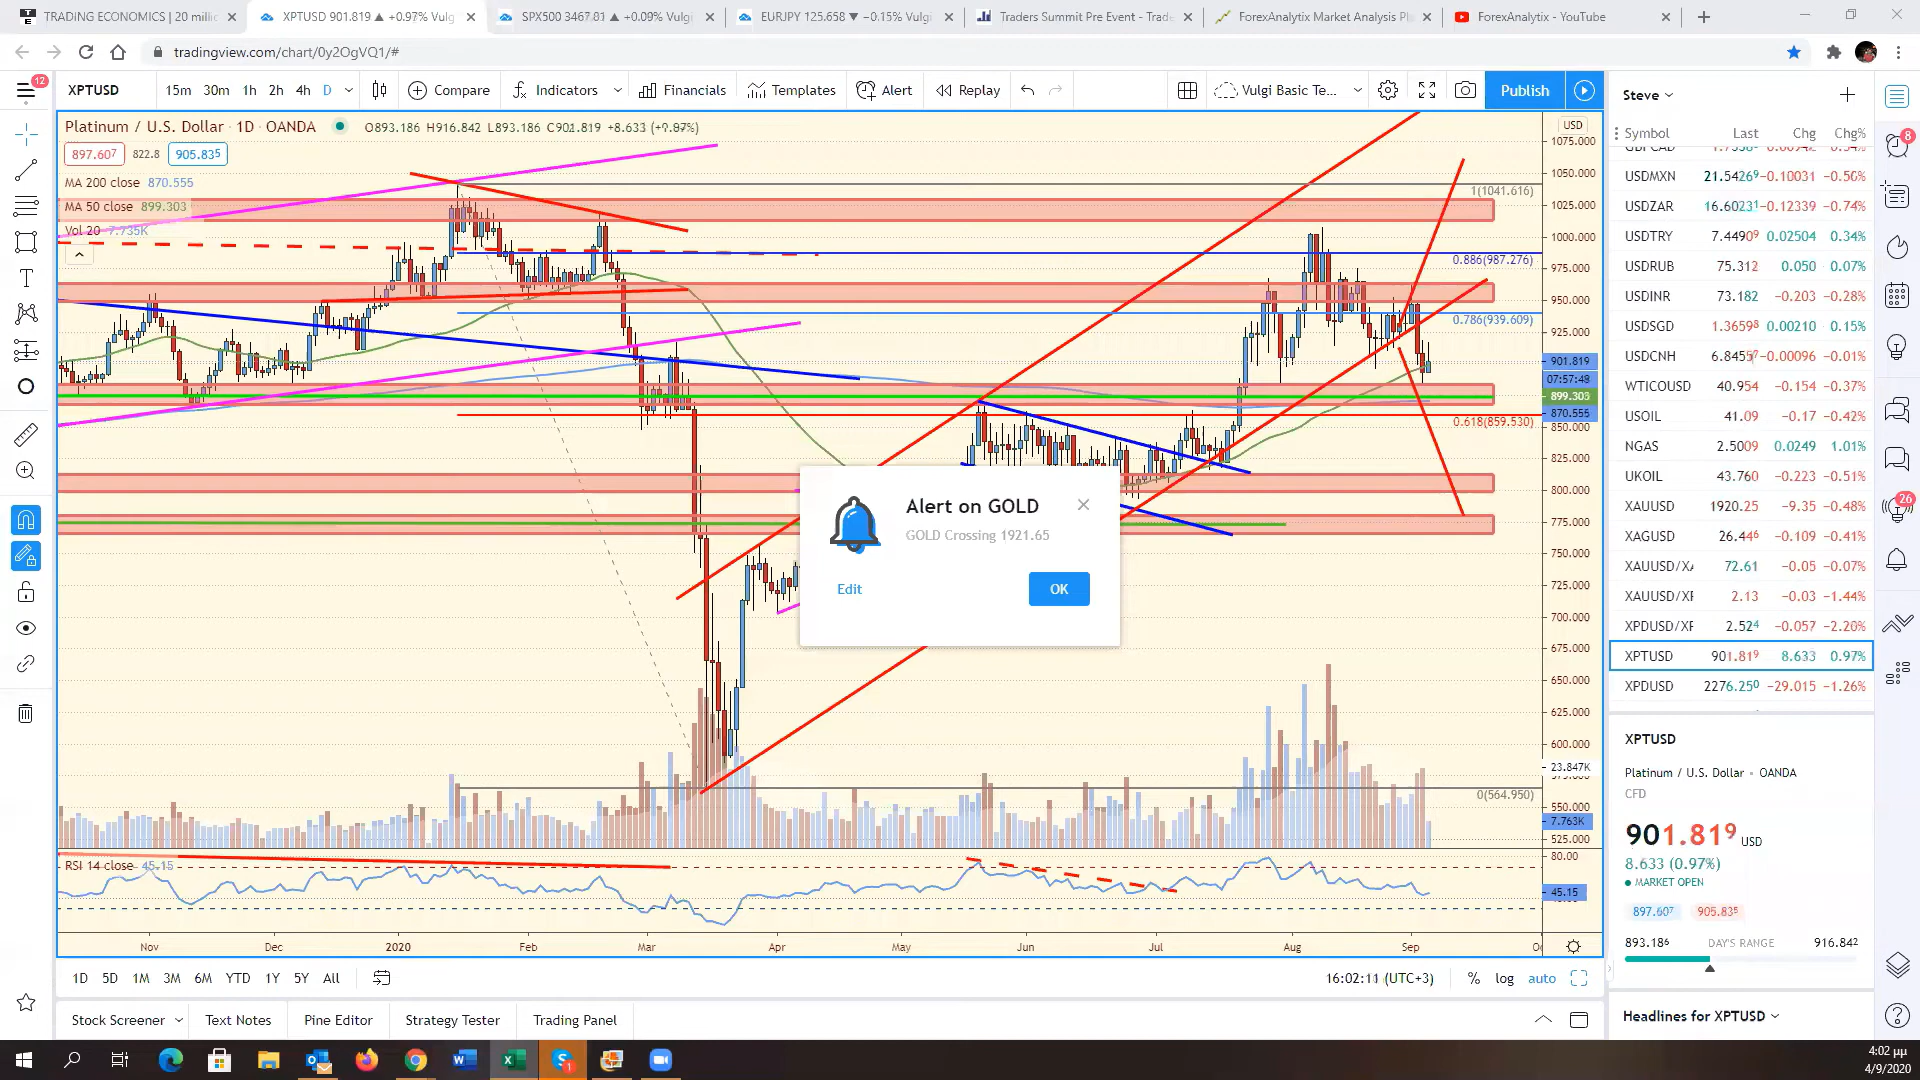 TRADING ECONOMICS | 20 milli
XPTUSD 901.819 ▲ +0.97% Vulgi
SPX500 3467.81 ▲ +0.09% Vulgi
EURJPY 125.658 ▼ −0.15% Vulgi
Traders Summit Pre Event - Trade
ForexAnalytix Market Analysis Pl
ForexAnalytix - YouTube
tradingview.com/chart/0y2OgVQ1/#
12
XPTUSD 15m 30m 1h 2h 4h D Compare Indicators Financials Templates Alert Replay Vulgi Basic Te... Publish
Platinum / U.S. Dollar · 1D · OANDA O893.186 H916.842 L893.186 C901.819 +8.633 (+0.97%)
897.607 822.8 905.835
MA 200 close 870.555
MA 50 close 899.303
Vol 20 7.735K
USD
1075.000
1050.000
1025.000
1000.000
975.000
950.000
925.000
901.819
07:57:48
899.303
870.555
850.000
825.000
800.000
775.000
750.000
725.000
700.000
675.000
650.000
625.000
600.000
23.847K
575.000
550.000
7.763K
525.000
80.00
45.15
1(1041.616)
0.886(987.276)
0.786(939.609)
0.618(859.530)
0(564.950)
Alert on GOLD
GOLD Crossing 1921.65
Edit OK
RSI 14 close 45.15
Nov Dec 2020 Feb Mar Apr May Jun Jul Aug Sep
1D 5D 1M 3M 6M YTD 1Y 5Y All
16:02:11 (UTC+3) % log auto
Stock Screener Text Notes Pine Editor Strategy Tester Trading Panel
Steve
Symbol Last Chg Chg%
USDMXN 21.54269 −0.10031 −0.50%
USDZAR 16.60231 −0.12339 −0.74%
USDTRY 7.44909 0.02504 0.34%
USDRUB 75.312 0.050 0.07%
USDINR 73.182 −0.203 −0.28%
USDSGD 1.36598 0.00210 0.15%
USDCNH 6.84557 −0.00096 −0.01%
WTICOUSD 40.954 −0.154 −0.37%
USOIL 41.09 −0.17 −0.42%
NGAS 2.5009 0.0249 1.01%
UKOIL 43.760 −0.223 −0.51%
XAUUSD 1920.25 −9.35 −0.48%
XAGUSD 26.446 −0.109 −0.41%
XAUUSD/XA 72.61 −0.05 −0.07%
XAUUSD/XF 2.13 −0.03 −1.44%
XPDUSD/XF 2.524 −0.057 −2.20%
XPTUSD 901.819 8.633 0.97%
XPDUSD 2276.250 −29.015 −1.26%
XPTUSD
Platinum / U.S. Dollar • OANDA
CFD
901.819 USD
8.633 (0.97%)
MARKET OPEN
897.607 905.835
893.186 DAY'S RANGE 916.842
Headlines for XPTUSD
8
26
4:02 μμ
4/9/2020